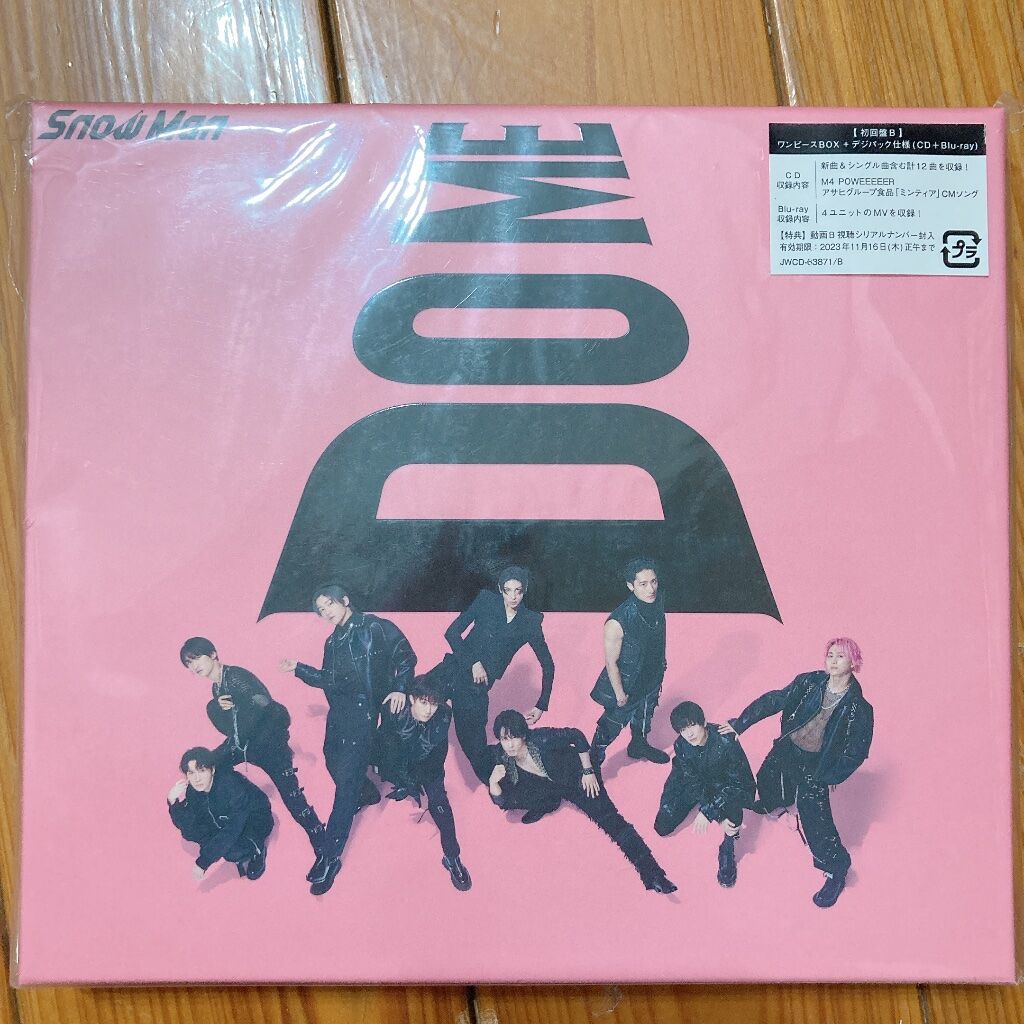 Snow Man
DOME
【初回盤B】
ワンピースBOX + デジパック仕様(CD+Blu-ray)
CD
収録内容
新曲&シングル曲含む計12曲を収録!
M4 POWEEEEER
アサヒグループ食品「ミンティア」CMソング
Blu-ray
収録内容
4ユニットのMVを収録!
【特典】動画B視聴シリアルナンバー封入
有効期限:2023年11月16日(木)正午まで
JWCD-63871/B
プラ